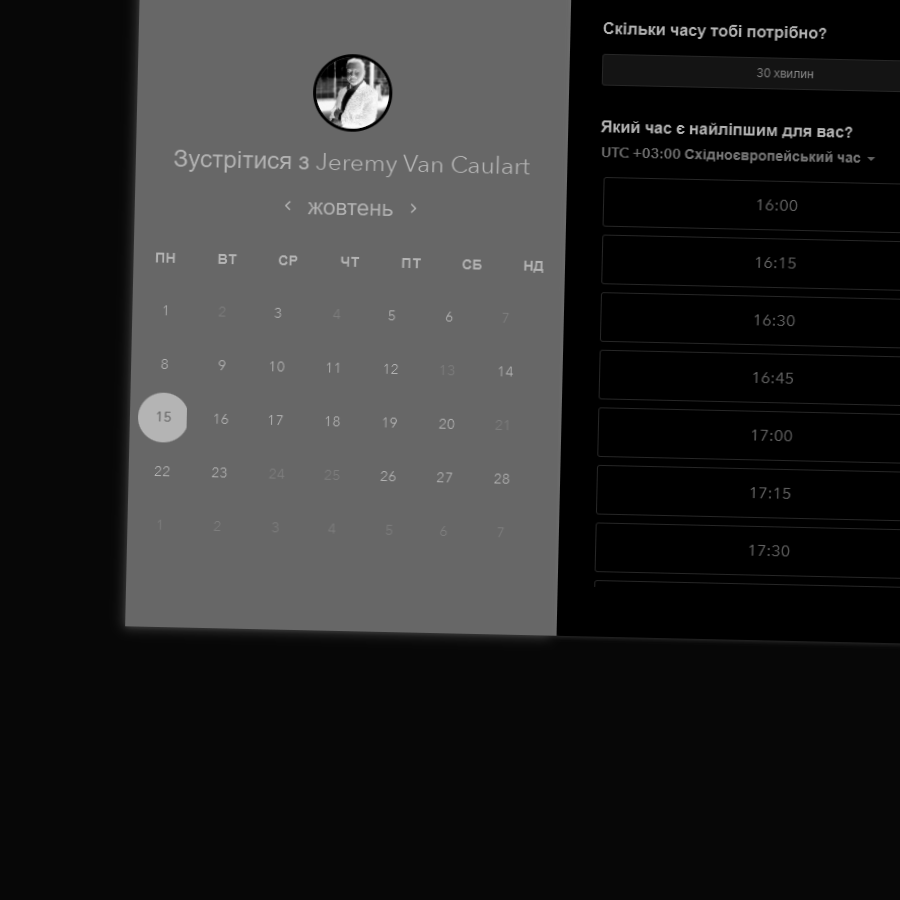 Зустрітися з Jeremy Van Caulart
жовтень
ПН ВТ СР ЧТ ПТ СБ НД
1 2 3 4 5 6 7
8 9 10 11 12 13 14
15 16 17 18 19 20 21
22 23 24 25 26 27 28
1 2 3 4 5 6 7
Скільки часу тобі потрібно?
30 хвилин
Який час є найліпшим для вас?
UTC +03:00 Східноєвропейський час
16:00
16:15
16:30
16:45
17:00
17:15
17:30